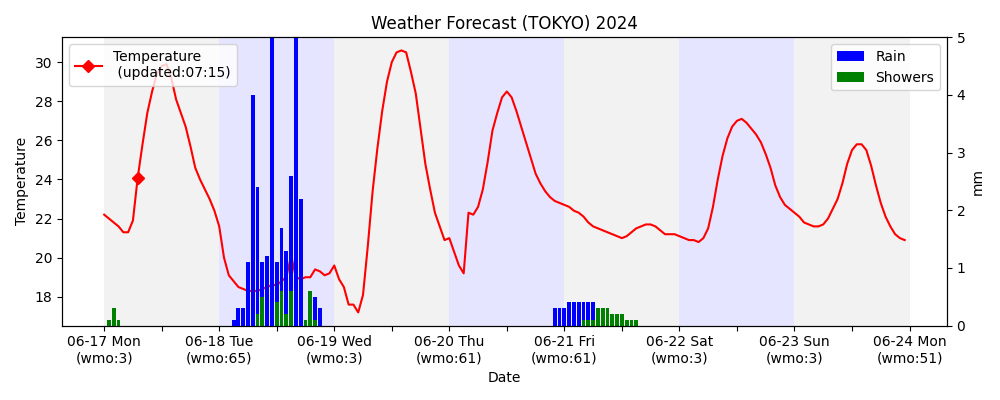 Weather Forecast (TOKYO) 2024
Temperature
(updated:07:15)
Rain
Showers
Temperature
30
28
26
24
22
20
18
5
4
3
2
1
0
mm
06-17 Mon
(wmo:3)
06-18 Tue
(wmo:65)
06-19 Wed
(wmo:3)
06-20 Thu
(wmo:61)
06-21 Fri
(wmo:61)
06-22 Sat
(wmo:3)
06-23 Sun
(wmo:3)
06-24 Mon
(wmo:51)
Date